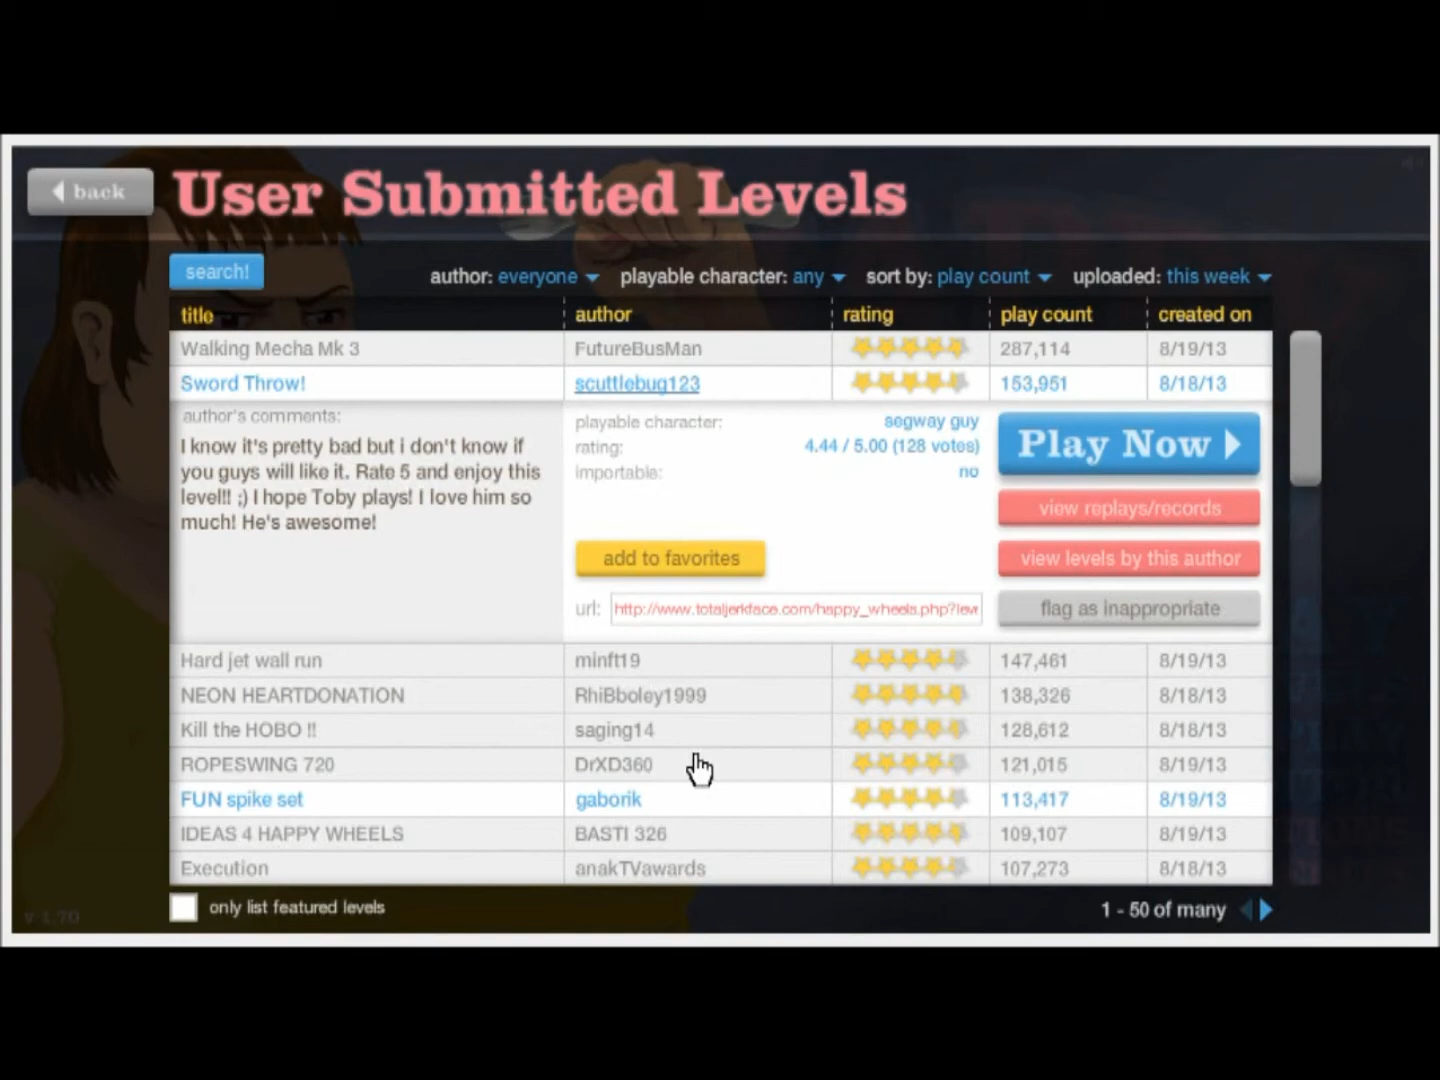 back
User Submitted Levels
search!
author: everyone
playable character: any
sort by: play count
uploaded: this week
title author rating play count created on
Walking Mecha Mk 3 FutureBusMan 287,114 8/19/13
Sword Throw! scuttlebug123 153,951 8/18/13
author's comments:
I know it's pretty bad but i don't know if
you guys will like it. Rate 5 and enjoy this
level!! ;) I hope Toby plays! I love him so
much! He's awesome!
playable character: segway guy
rating: 4.44 / 5.00 (128 votes)
importable: no
add to favorites
url: http://www.totaljerkface.com/happy_wheels.php?lev
Play Now
view replays/records
view levels by this author
flag as inappropriate
Hard jet wall run minft19 147,461 8/19/13
NEON HEARTDONATION RhiBboley1999 138,326 8/18/13
Kill the HOBO !! saging14 128,612 8/18/13
ROPESWING 720 DrXD360 121,015 8/19/13
FUN spike set gaborik 113,417 8/19/13
IDEAS 4 HAPPY WHEELS BASTI 326 109,107 8/19/13
Execution anakTVawards 107,273 8/18/13
only list featured levels
1 - 50 of many
v 1.70